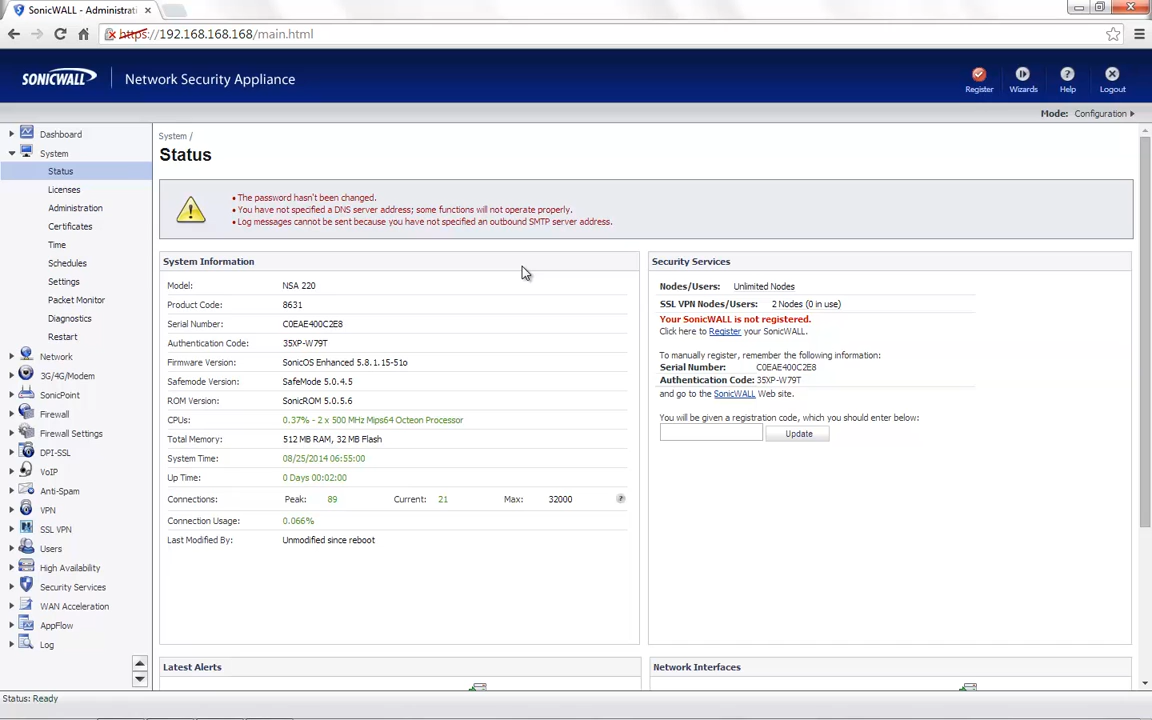 SonicWALL - Administrati
https://192.168.168.168/main.html
SONICWALL
Network Security Appliance
Register
Wizards
Help
Logout
Mode: Configuration
Dashboard
System
Status
Licenses
Administration
Certificates
Time
Schedules
Settings
Packet Monitor
Diagnostics
Restart
Network
3G/4G/Modem
SonicPoint
Firewall
Firewall Settings
DPI-SSL
VoIP
Anti-Spam
VPN
SSL VPN
Users
High Availability
Security Services
WAN Acceleration
AppFlow
Log
System /
Status
The password hasn't been changed.
You have not specified a DNS server address; some functions will not operate properly.
Log messages cannot be sent because you have not specified an outbound SMTP server address.
System Information
Model: NSA 220
Product Code: 8631
Serial Number: C0EAE400C2E8
Authentication Code: 35XP-W79T
Firmware Version: SonicOS Enhanced 5.8.1.15-51o
Safemode Version: SafeMode 5.0.4.5
ROM Version: SonicROM 5.0.5.6
CPUs: 0.37% - 2 x 500 MHz Mips64 Octeon Processor
Total Memory: 512 MB RAM, 32 MB Flash
System Time: 08/25/2014 06:55:00
Up Time: 0 Days 00:02:00
Connections: Peak: 89 Current: 21 Max: 32000
Connection Usage: 0.066%
Last Modified By: Unmodified since reboot
Security Services
Nodes/Users: Unlimited Nodes
SSL VPN Nodes/Users: 2 Nodes (0 in use)
Your SonicWALL is not registered.
Click here to Register your SonicWALL.
To manually register, remember the following information:
Serial Number: C0EAE400C2E8
Authentication Code: 35XP-W79T
and go to the SonicWALL Web site.
You will be given a registration code, which you should enter below:
Update
Latest Alerts
Network Interfaces
Status: Ready